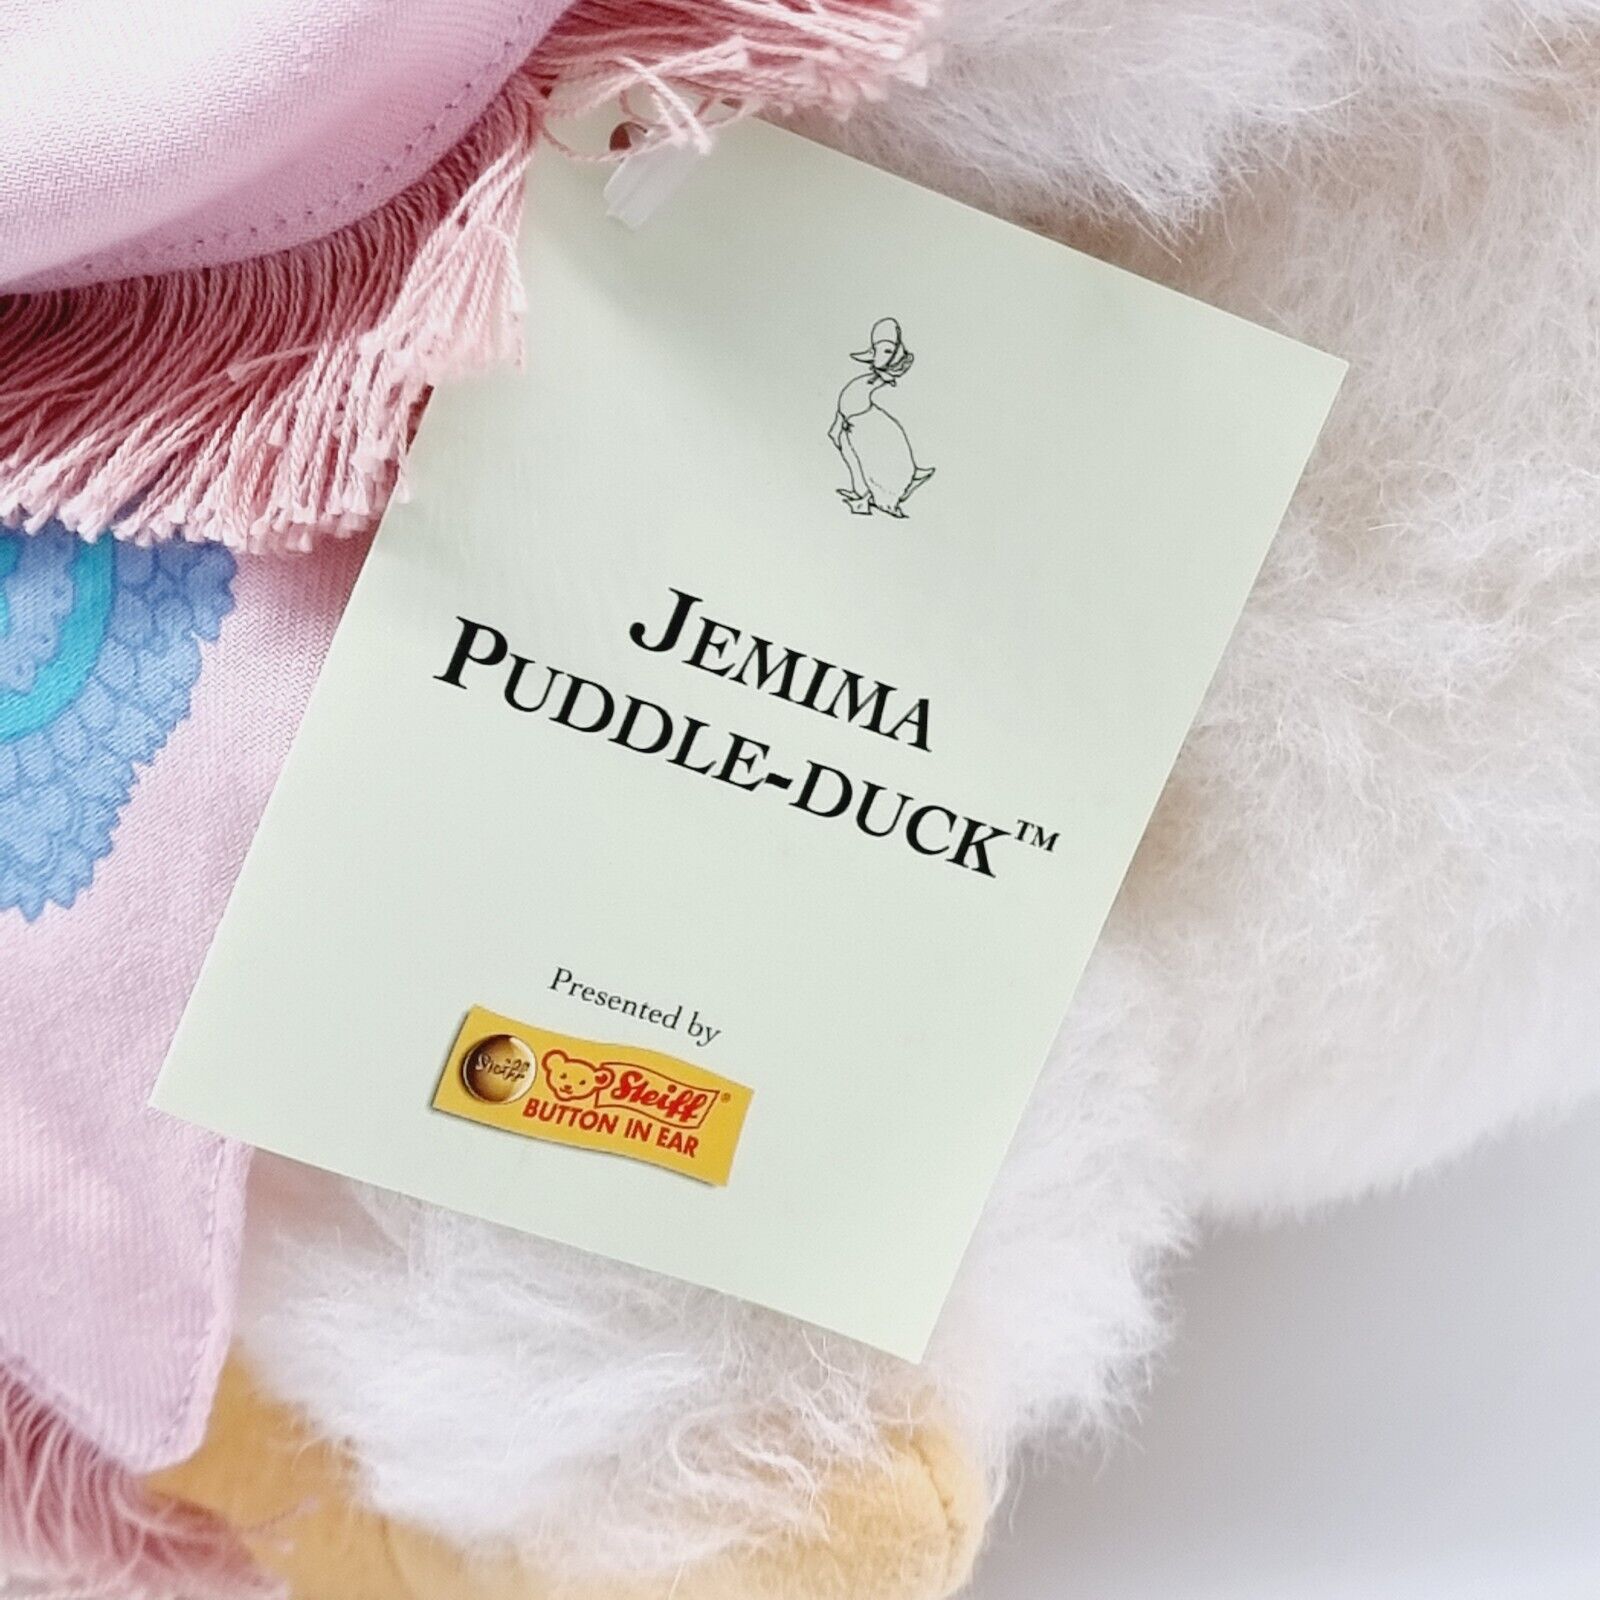 JEMIMA
PUDDLE-DUCK™
Presented by
Steiff
Steiff®
BUTTON IN EAR